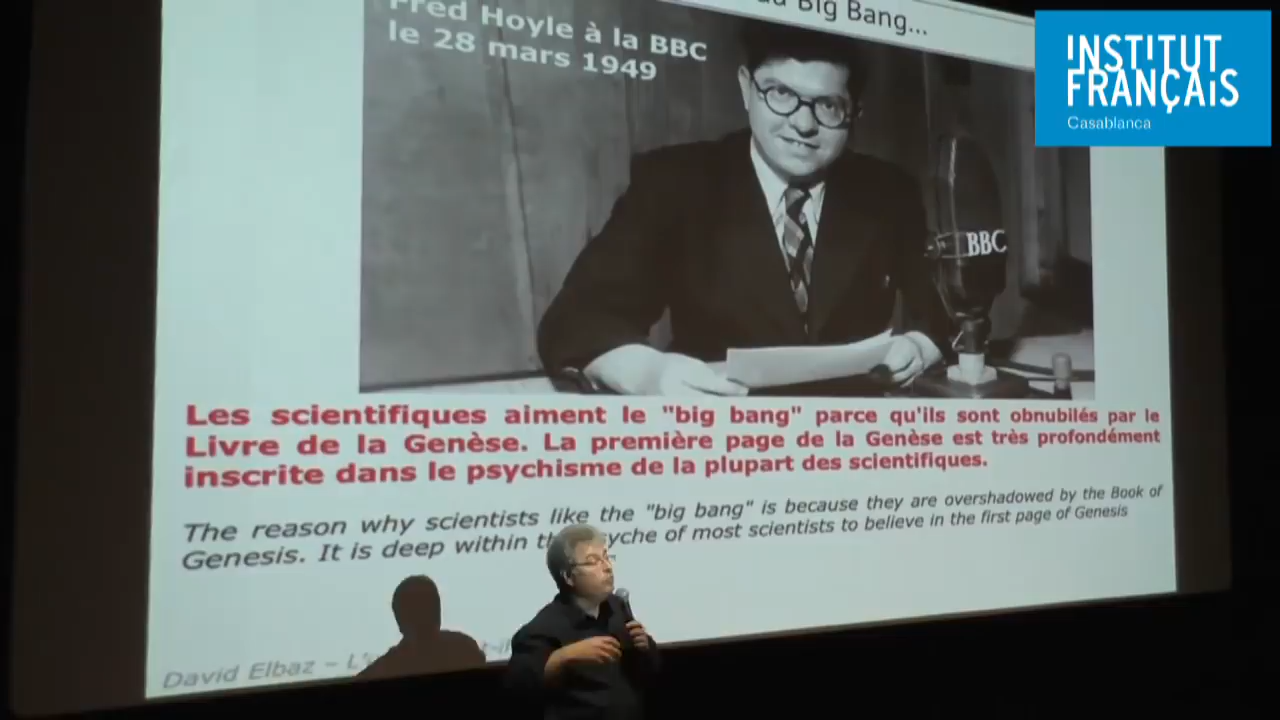 Big Bang...
Fred Hoyle à la BBC
le 28 mars 1949
INSTITUT
FRANÇAIS
Casablanca
BBC
Les scientifiques aiment le "big bang" parce qu'ils sont obnubilés par le
Livre de la Genèse. La première page de la Genèse est très profondément
inscrite dans le psychisme de la plupart des scientifiques.
The reason why scientists like the "big bang" is because they are overshadowed by the Book of
Genesis. It is deep within psyche of most scientists to believe in the first page of Genesis
David Elbaz –